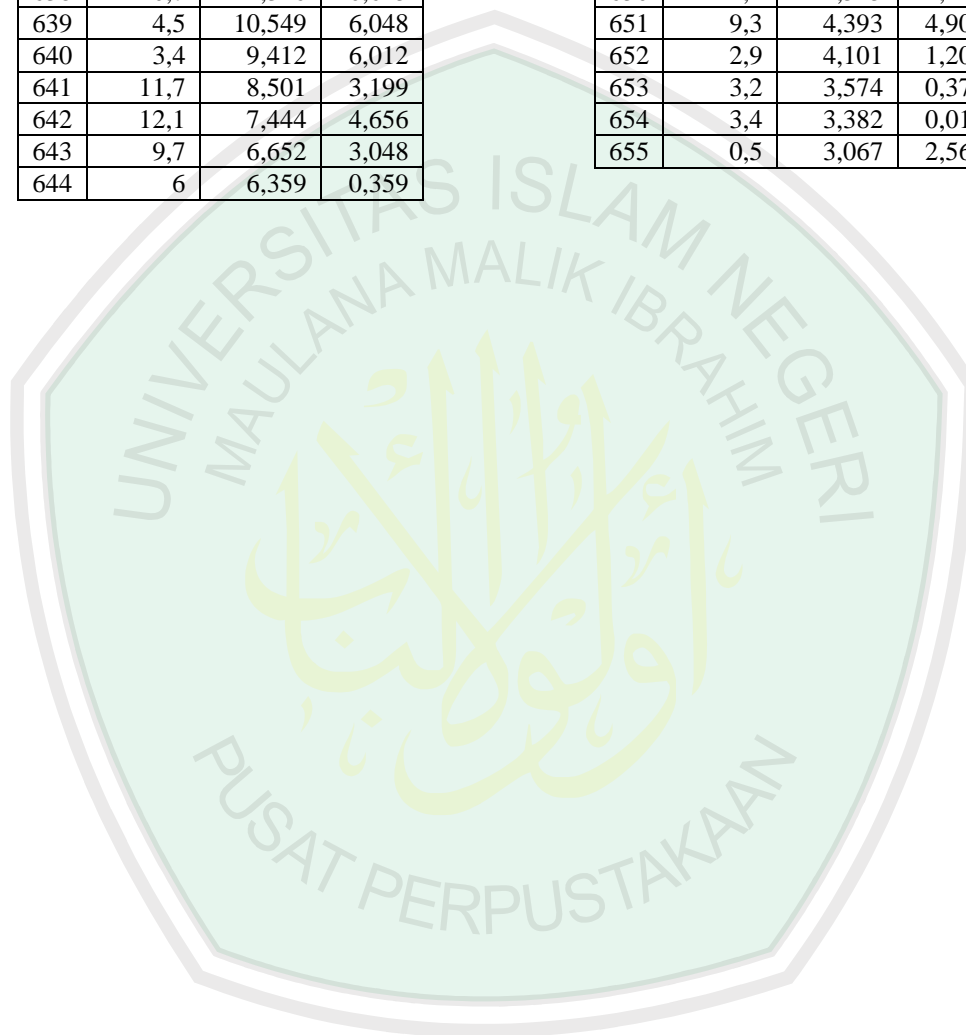 639 4,5 10,549 6,048
640 3,4 9,412 6,012
641 11,7 8,501 3,199
642 12,1 7,444 4,656
643 9,7 6,652 3,048
644 6 6,359 0,359
651 9,3 4,393
652 2,9 4,101
653 3,2 3,574
654 3,4 3,382
655 0,5 3,067
UNIVERSITAS ISLAM NEGERI
MAULANA MALIK IBRAHIM
PUSAT PERPUSTAKAAN